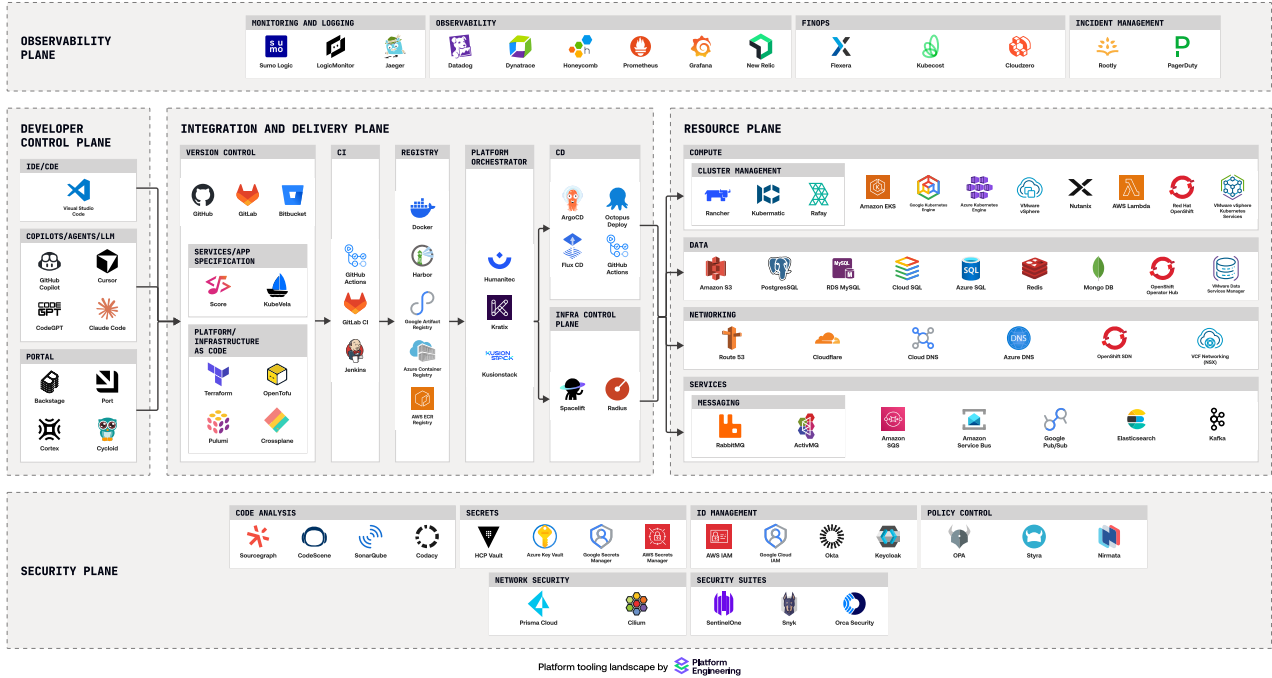 OBSERVABILITY
PLANE
MONITORING AND LOGGING
su
mo
Sumo Logic
LogicMonitor
Jaeger
OBSERVABILITY
Datadog
Dynatrace
Honeycomb
Prometheus
Grafana
New Relic
FINOPS
Flexera
Kubecost
Cloudzero
INCIDENT MANAGEMENT
Rootly
PagerDuty
DEVELOPER
CONTROL PLANE
IDE/CDE
Visual Studio
Code
COPILOTS/AGENTS/LLM
GitHub
Copilot
Cursor
CODE
GPT
CodeGPT
Claude Code
PORTAL
Backstage
Port
Cortex
Cycloid
INTEGRATION AND DELIVERY PLANE
VERSION CONTROL
GitHub
GitLab
Bitbucket
SERVICES/APP
SPECIFICATION
Score
KubeVela
PLATFORM/
INFRASTRUCTURE
AS CODE
Terraform
OpenTofu
Pulumi
Crossplane
CI
GitHub
Actions
GitLab CI
Jenkins
REGISTRY
Docker
Harbor
Google Artifact
Registry
Azure Container
Registry
AWS ECR
Registry
PLATFORM
ORCHESTRATOR
Humanitec
Kratix
KUSION
STACK
Kusionstack
CD
ArgoCD
Octopus
Deploy
Flux CD
GitHub
Actions
INFRA CONTROL
PLANE
Spacelift
Radius
RESOURCE PLANE
COMPUTE
CLUSTER MANAGEMENT
Rancher
Kubermatic
Rafay
Amazon EKS
Google Kubernetes
Engine
Azure Kubernetes
Engine
VMware
vSphere
Nutanix
AWS Lambda
Red Hat
OpenShift
VMware vSphere
Kubernetes
Services
DATA
Amazon S3
PostgresSQL
MySQL
RDS MySQL
Cloud SQL
SQL
Azure SQL
Redis
Mongo DB
OpenShift
Operator Hub
VMware Data
Services Manager
NETWORKING
Route 53
Cloudflare
Cloud DNS
DNS
Azure DNS
OpenShift SDN
VCF Networking
(NSX)
SERVICES
MESSAGING
RabbitMG
ActivMG
Amazon
SQS
Amazon
Service Bus
Google
Pub/Sub
Elasticsearch
Kafka
SECURITY PLANE
CODE ANALYSIS
Sourcegraph
CodeScene
SonarQube
Codacy
SECRETS
HCP Vault
Azure Key Vault
Google Secrets
Manager
AWS Secrets
Manager
ID MANAGEMENT
AWS IAM
Google Cloud
IAM
Okta
Keycloak
POLICY CONTROL
OPA
Styra
Nirmata
NETWORK SECURITY
Prisma Cloud
Cilium
SECURITY SUITES
SentinelOne
Snyk
Orca Security
Platform tooling landscape by
Platform
Engineering